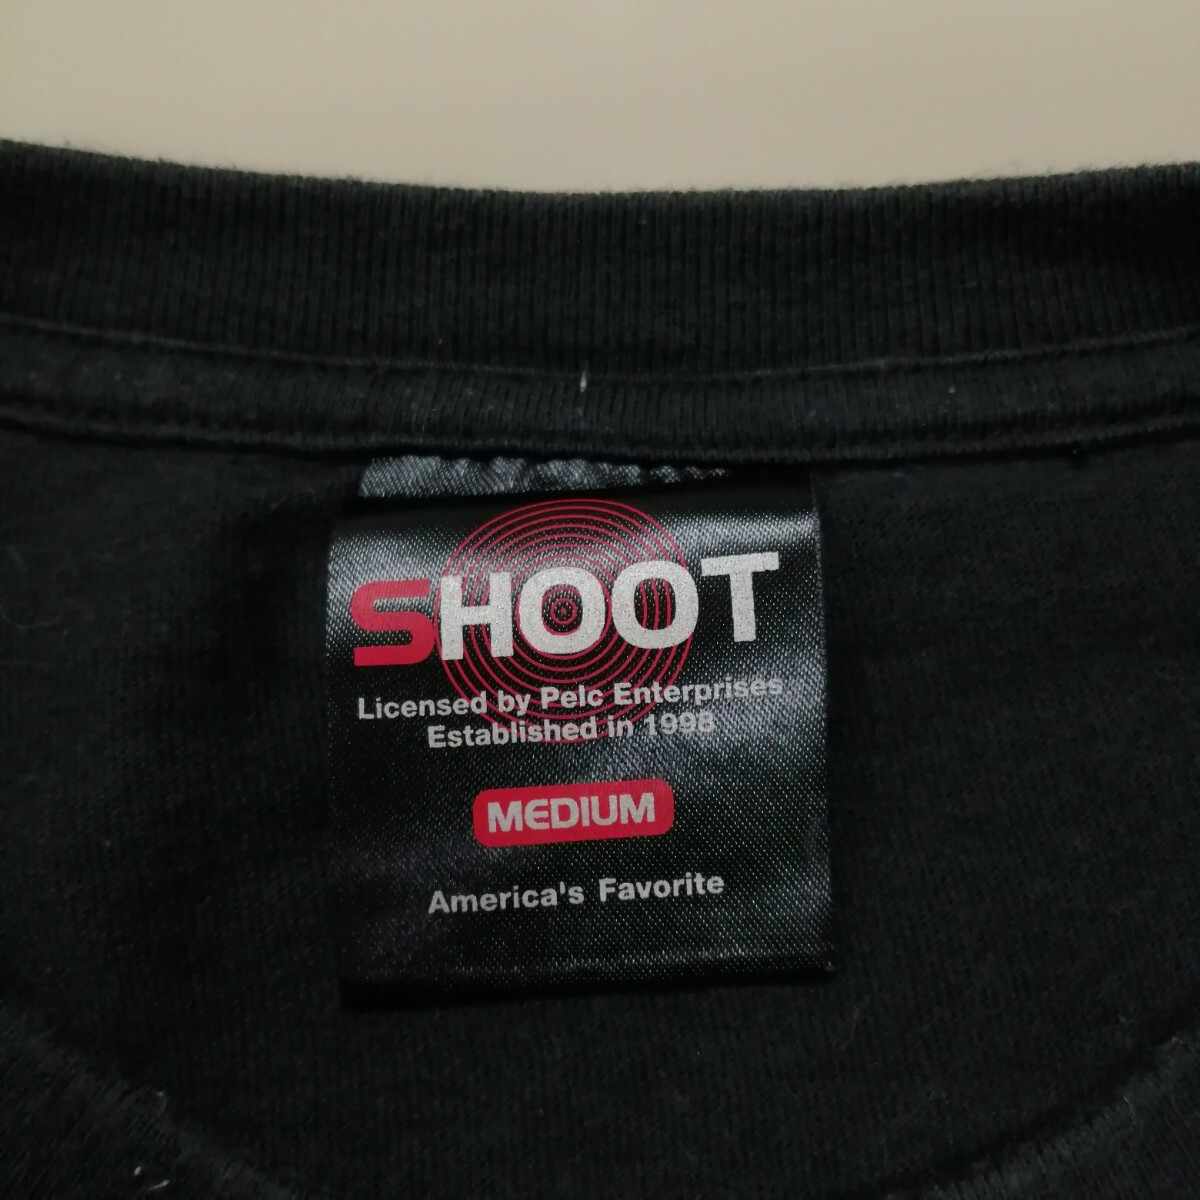 SHOOT
Licensed by Pelc Enterprises
Established in 1998
MEDIUM
America's Favorite